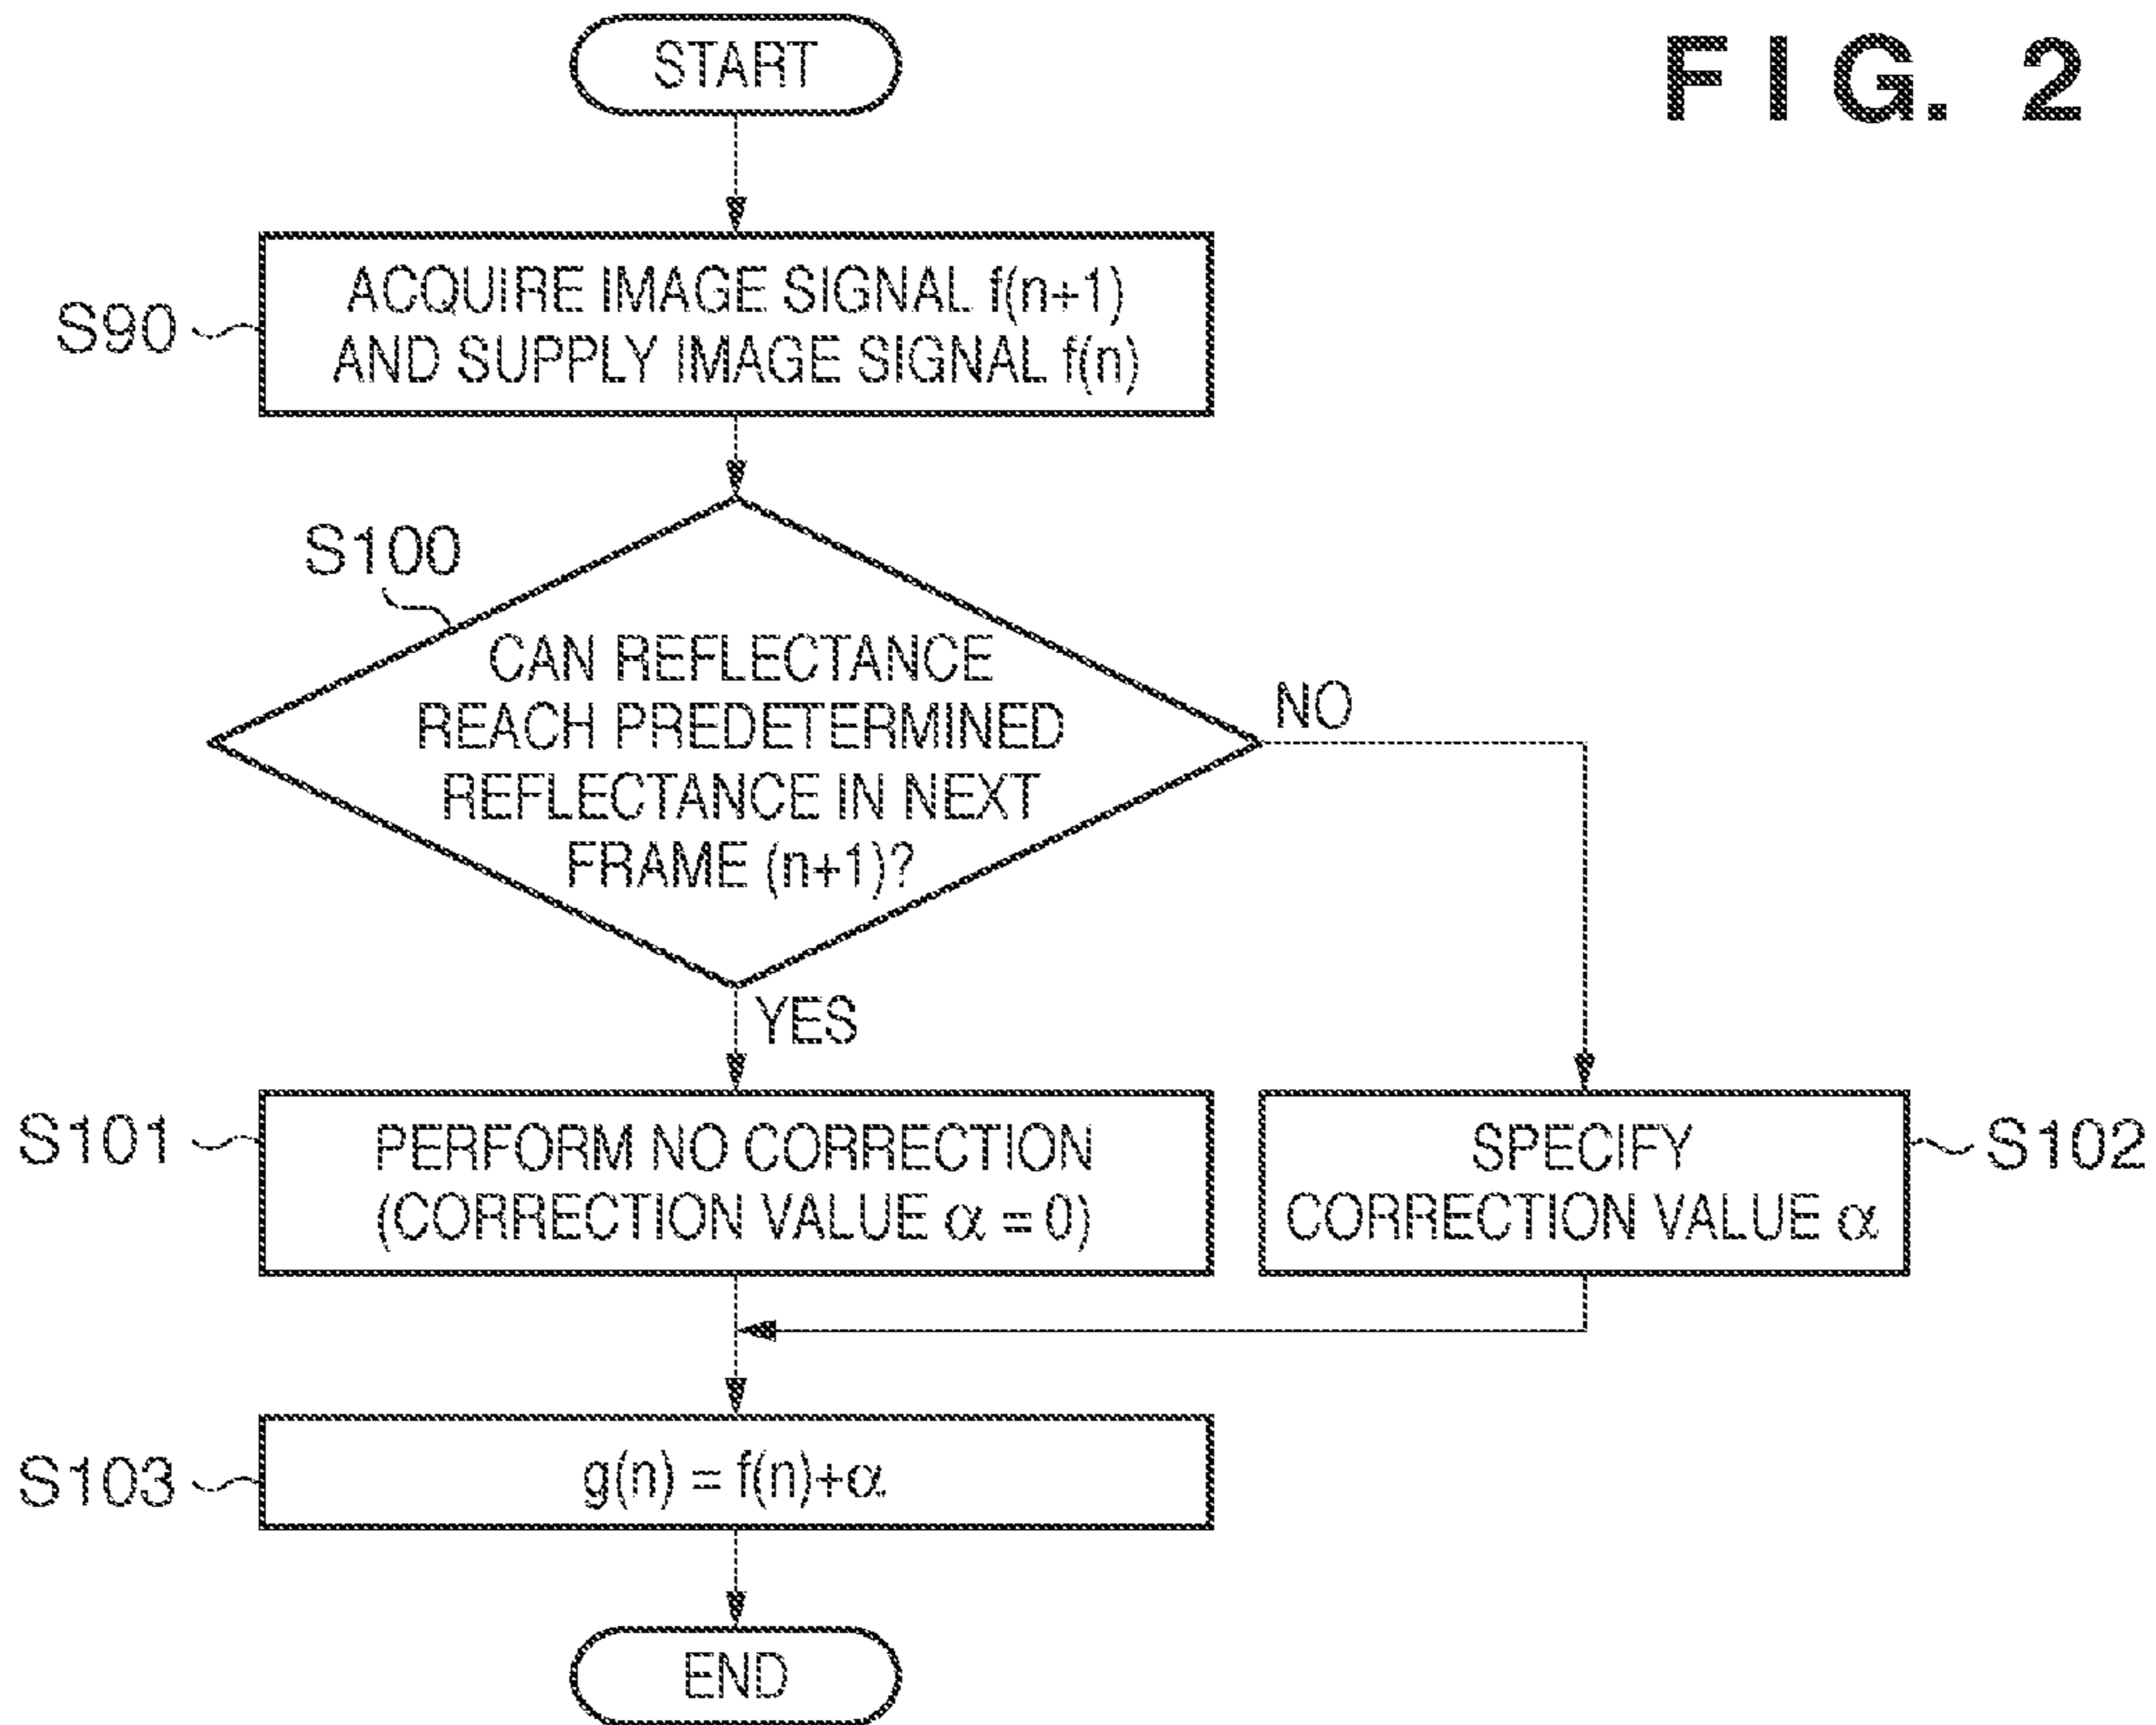 FIG. 2
START
S90
ACQUIRE IMAGE SIGNAL f(n+1)
AND SUPPLY IMAGE SIGNAL f(n)
S100
CAN REFLECTANCE
REACH PREDETERMINED
REFLECTANCE IN NEXT
FRAME (n+1)?
NO
YES
S101
PERFORM NO CORRECTION
(CORRECTION VALUE α = 0)
SPECIFY
CORRECTION VALUE α
S102
S103
g(n) = f(n)+α
END